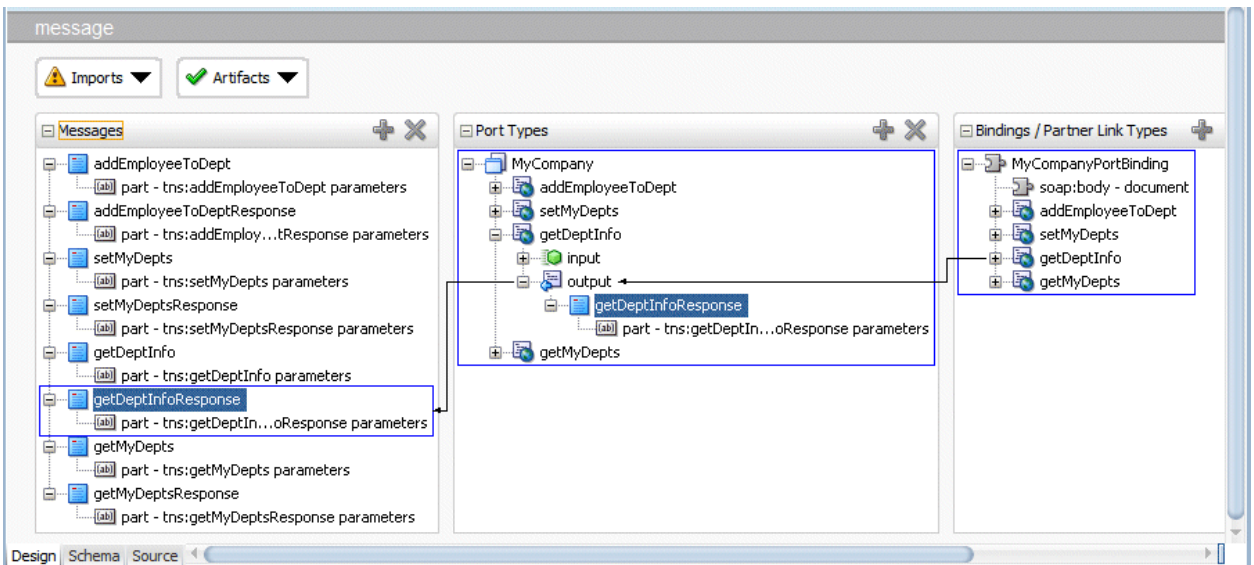 message
Imports
Artifacts
Messages
addEmployeeToDept
part - tns:addEmployeeToDept parameters
addEmployeeToDeptResponse
part - tns:addEmploy...tResponse parameters
setMyDepts
part - tns:setMyDepts parameters
setMyDeptsResponse
part - tns:setMyDeptsResponse parameters
getDeptInfo
part - tns:getDeptInfo parameters
getDeptInfoResponse
part - tns:getDeptIn...oResponse parameters
getMyDepts
part - tns:getMyDepts parameters
getMyDeptsResponse
part - tns:getMyDeptsResponse parameters
Port Types
MyCompany
addEmployeeToDept
setMyDepts
getDeptInfo
input
output
getDeptInfoResponse
part - tns:getDeptIn...oResponse parameters
getMyDepts
Bindings / Partner Link Types
MyCompanyPortBinding
soap:body - document
addEmployeeToDept
setMyDepts
getDeptInfo
getMyDepts
Design Schema Source